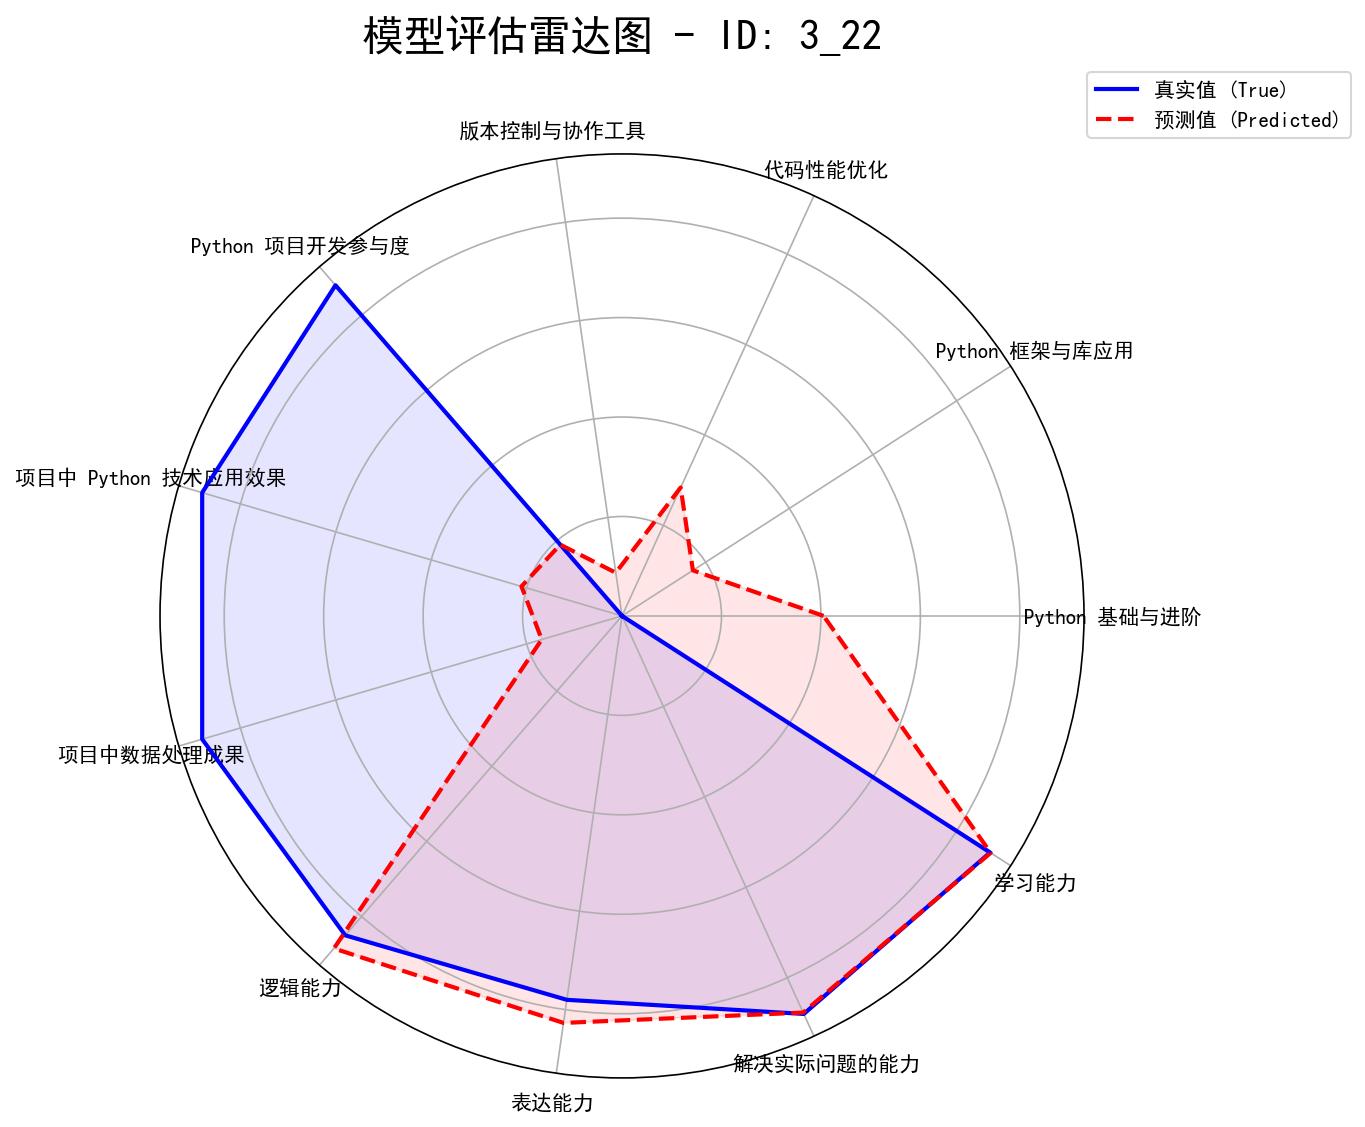 模型评估雷达图 - ID: 3_22
真实值 (True)
预测值 (Predicted)
版本控制与协作工具
代码性能优化
Python 项目开发参与度
Python 框架与库应用
项目中 Python 技术应用效果
Python 基础与进阶
项目中数据处理成果
学习能力
逻辑能力
解决实际问题的能力
表达能力